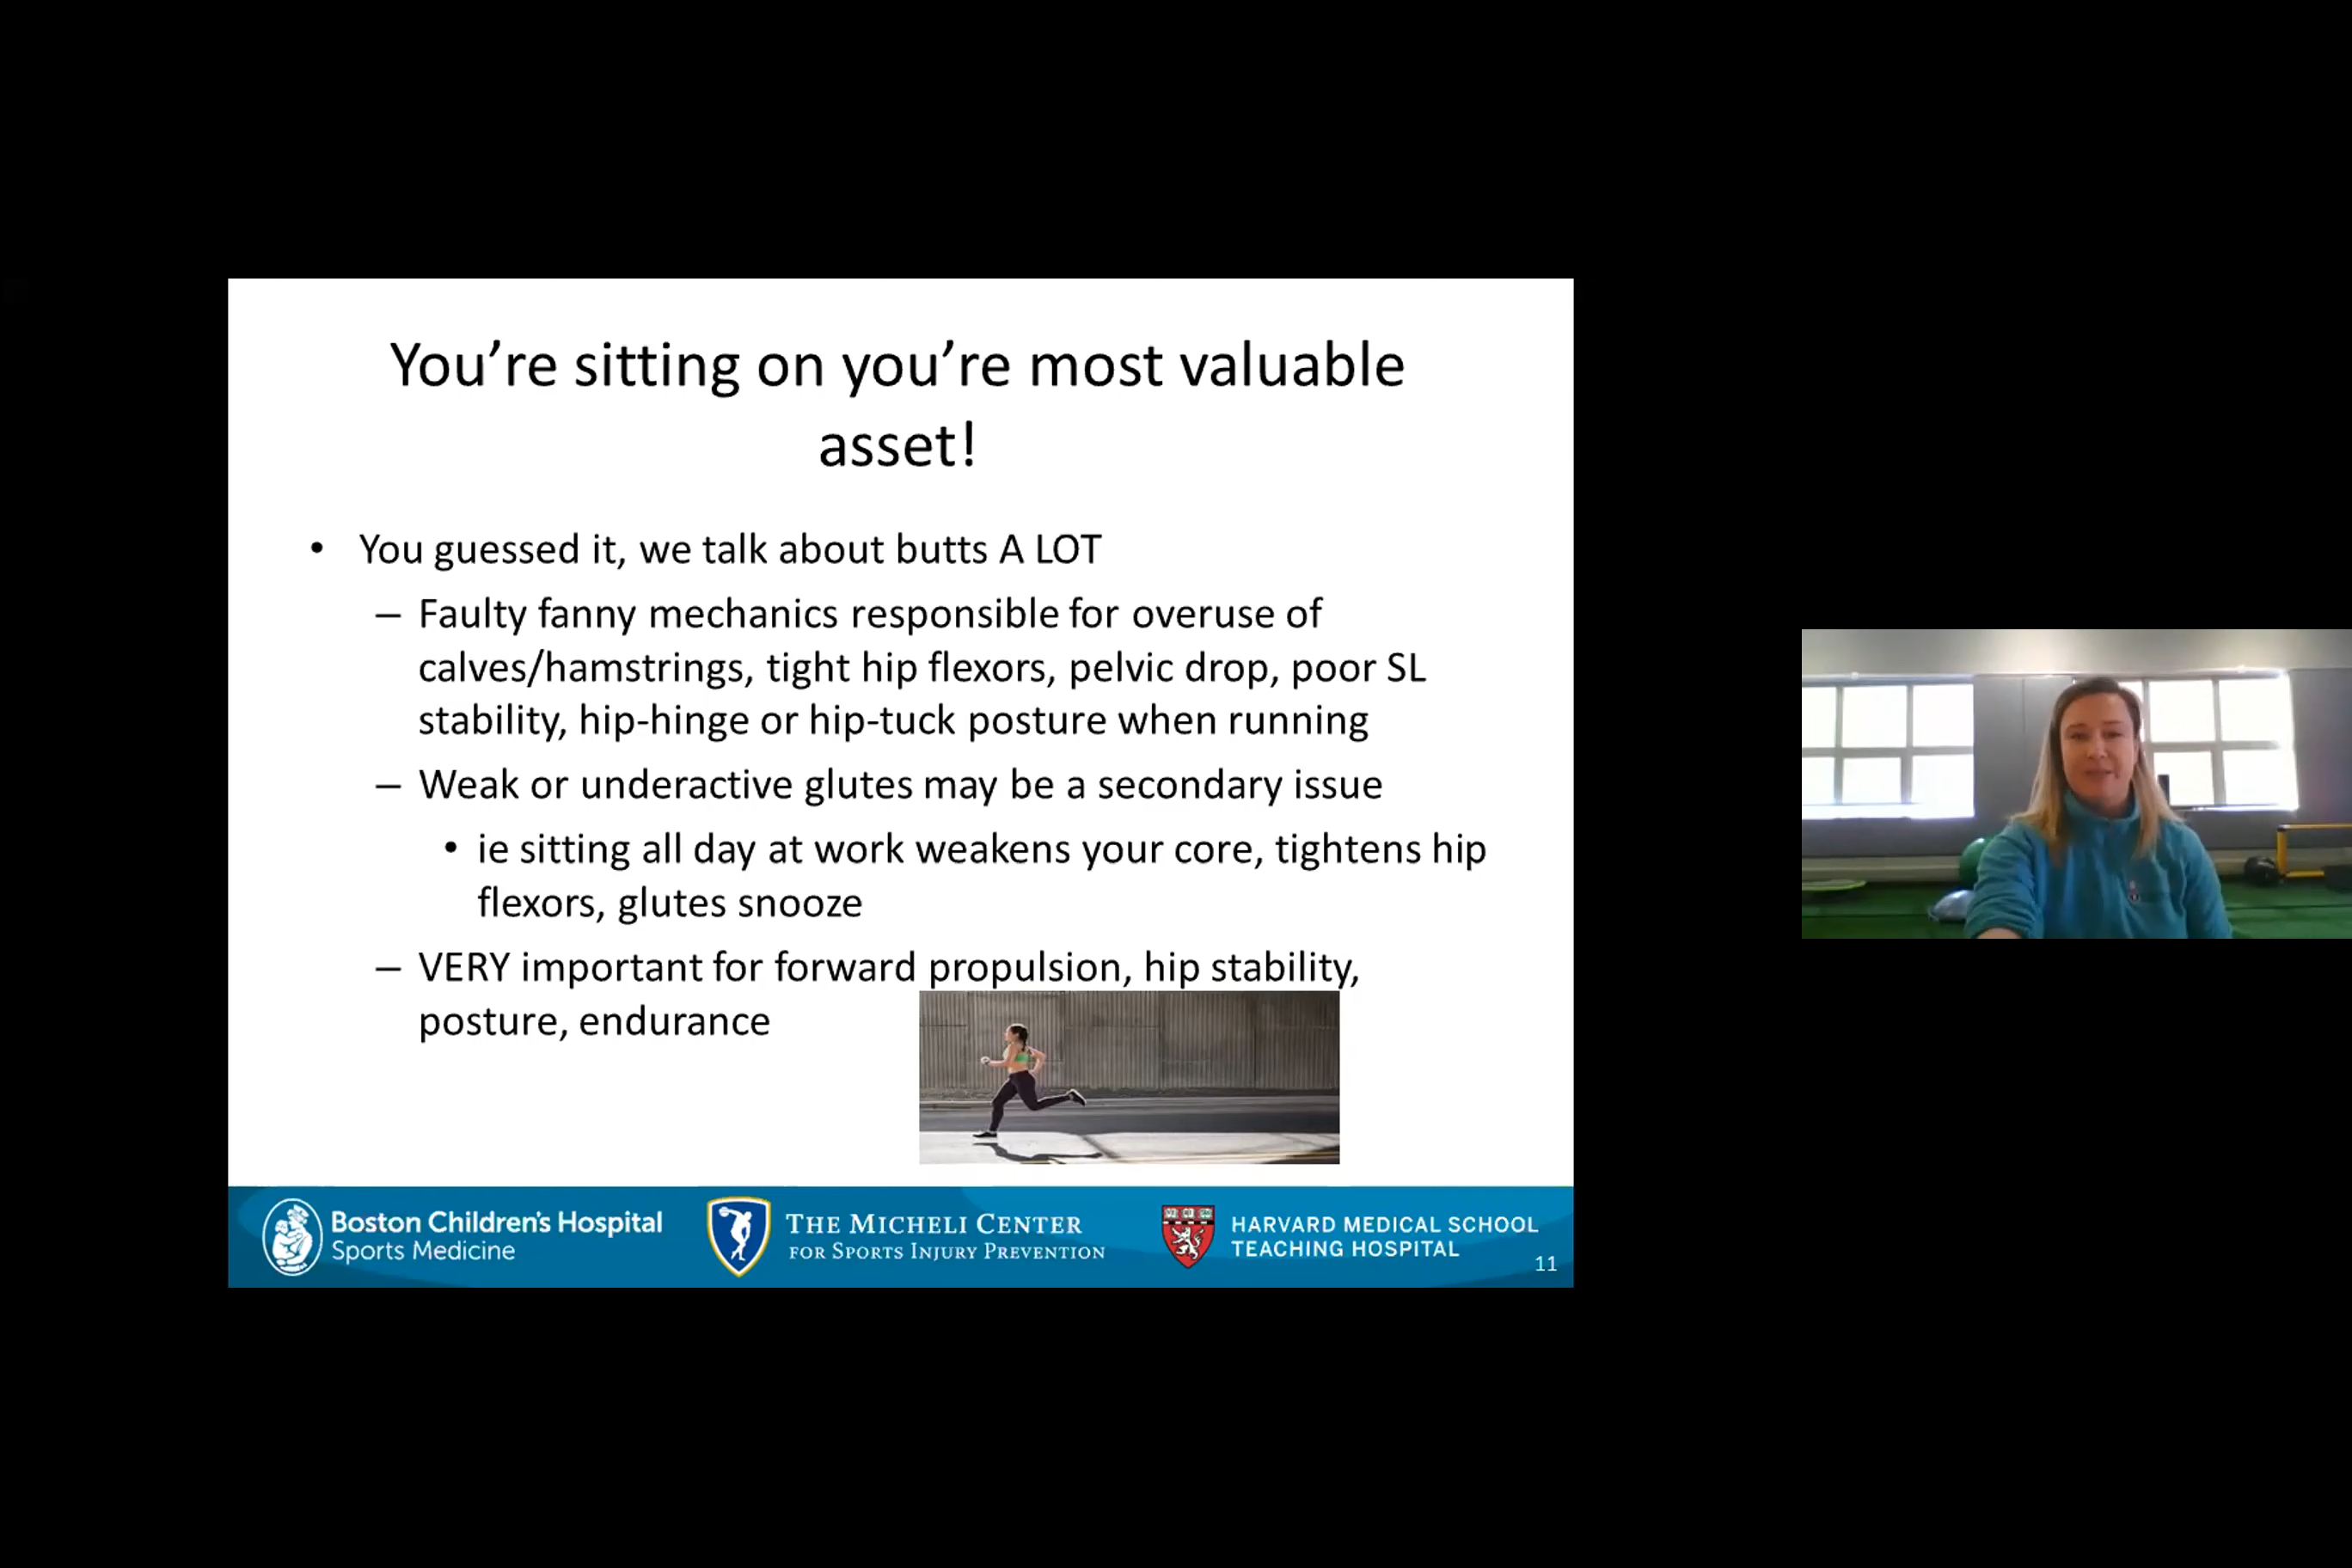 You’re sitting on you’re most valuable
asset!
• You guessed it, we talk about butts A LOT
– Faulty fanny mechanics responsible for overuse of
calves/hamstrings, tight hip flexors, pelvic drop, poor SL
stability, hip-hinge or hip-tuck posture when running
– Weak or underactive glutes may be a secondary issue
• ie sitting all day at work weakens your core, tightens hip
flexors, glutes snooze
– VERY important for forward propulsion, hip stability,
posture, endurance
Boston Children's Hospital
Sports Medicine
THE MICHELI CENTER
FOR SPORTS INJURY PREVENTION
HARVARD MEDICAL SCHOOL
TEACHING HOSPITAL
11